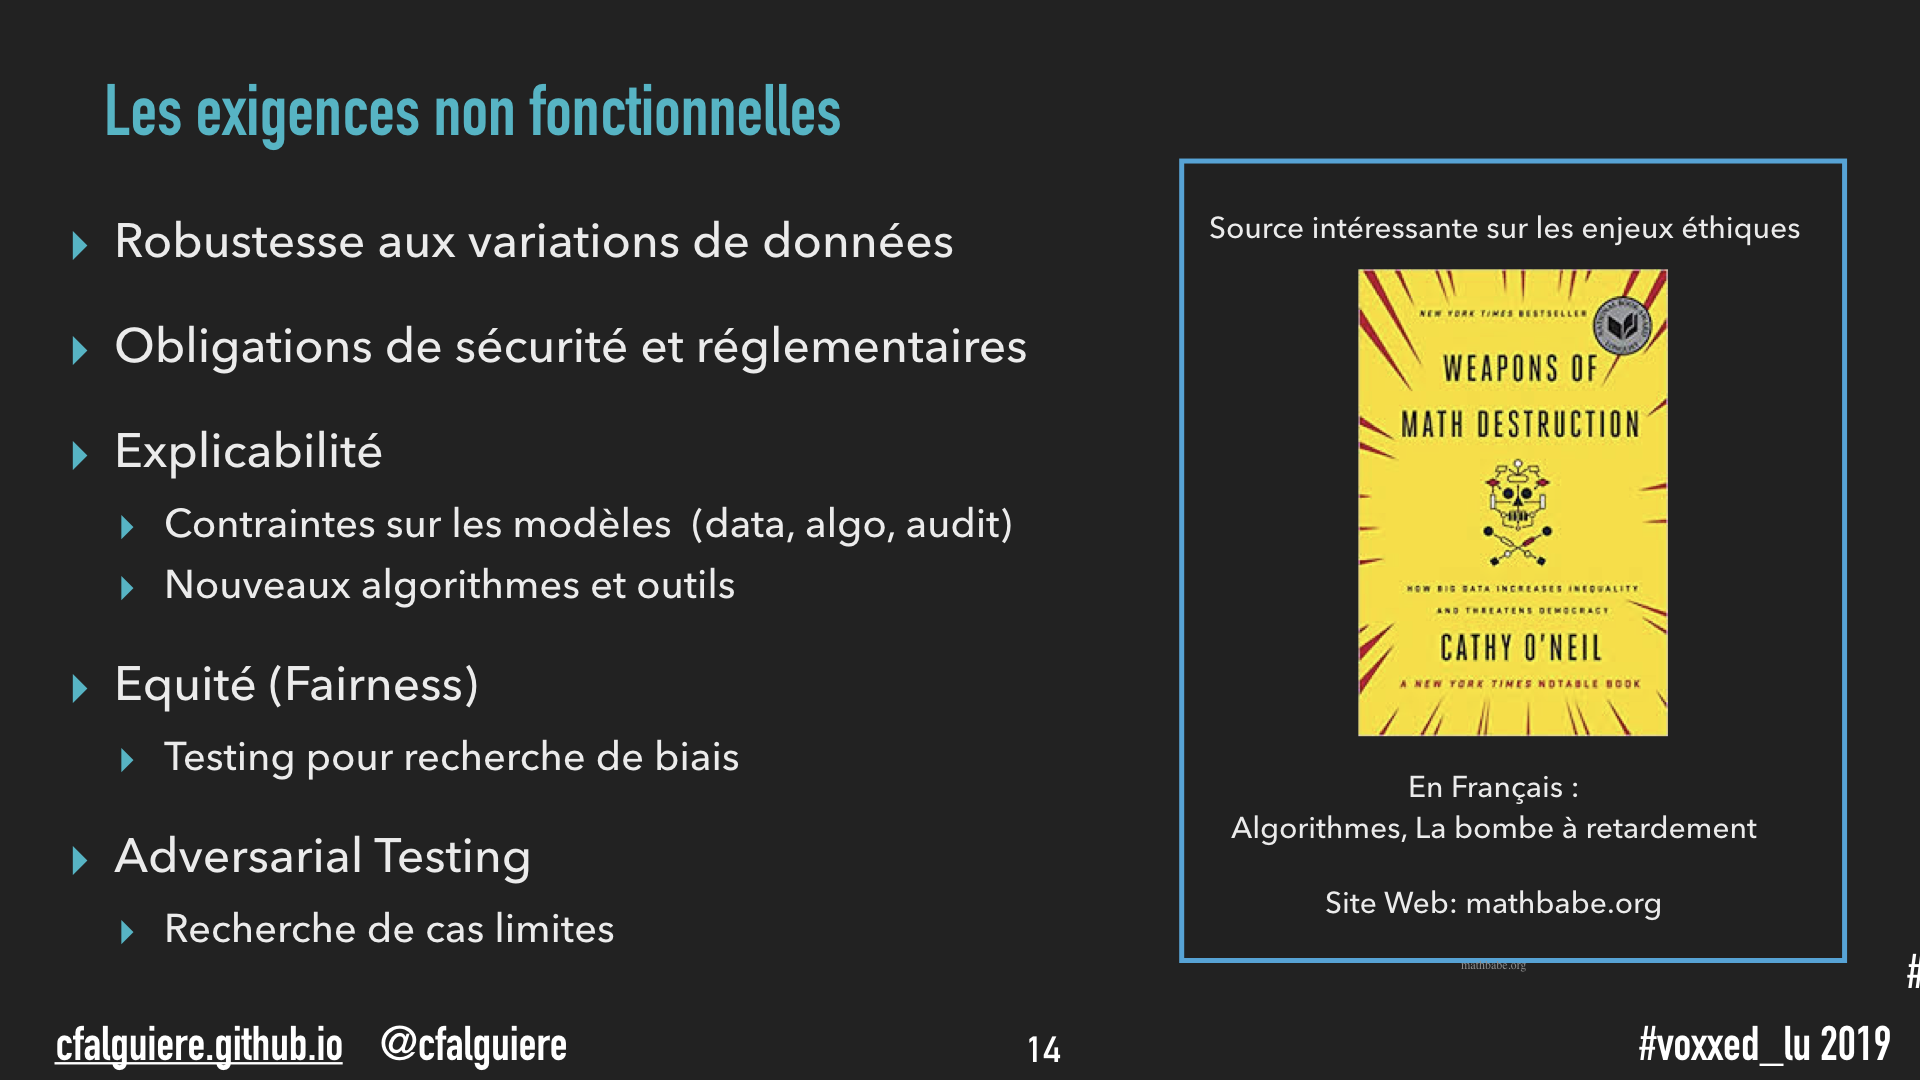 Les exigences non fonctionnelles
Robustesse aux variations de données
Obligations de sécurité et réglementaires
Explicabilité
Contraintes sur les modèles (data, algo, audit)
Nouveaux algorithmes et outils
Equité (Fairness)
Testing pour recherche de biais
Adversarial Testing
Recherche de cas limites
Source intéressante sur les enjeux éthiques
NEW YORK TIMES BESTSELLER
NATIONAL BOOK AWARD
LONGLIST
WEAPONS OF
MATH DESTRUCTION
HOW BIG DATA INCREASES INEQUALITY
AND THREATENS DEMOCRACY
CATHY O'NEIL
A NEW YORK TIMES NOTABLE BOOK
En Français :
Algorithmes, La bombe à retardement
Site Web: mathbabe.org
mathbabe.org
#
cfalguiere.github.io @cfalguiere
14
#voxxed_lu 2019